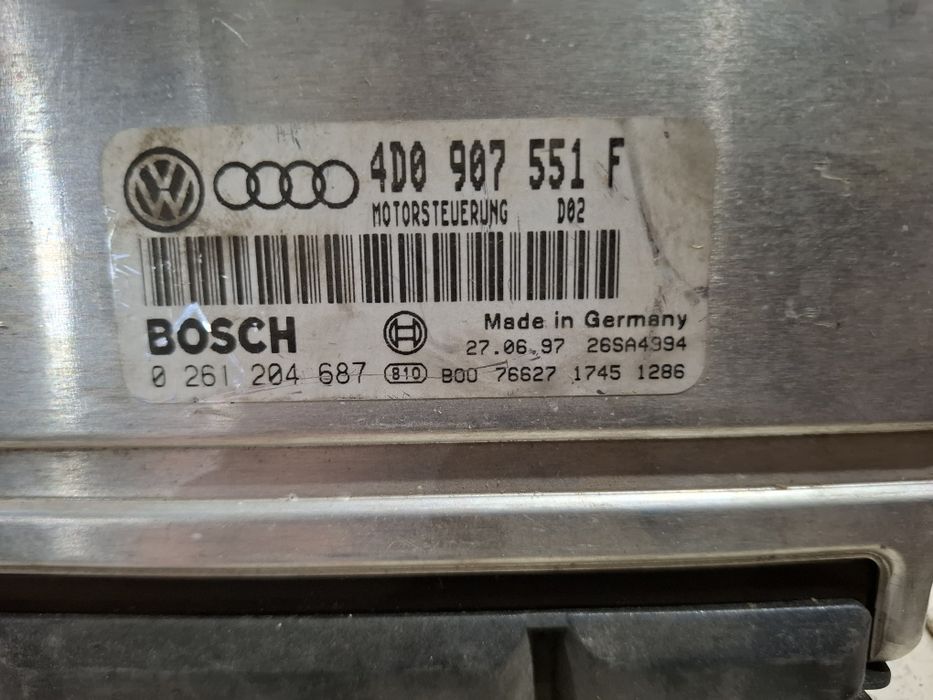 4D0 907 551 F
MOTORSTEUERUNG D02
BOSCH
Made in Germany
27.06.97 26SA4994
0 261 204 687 810 B00 76627 1745 1286